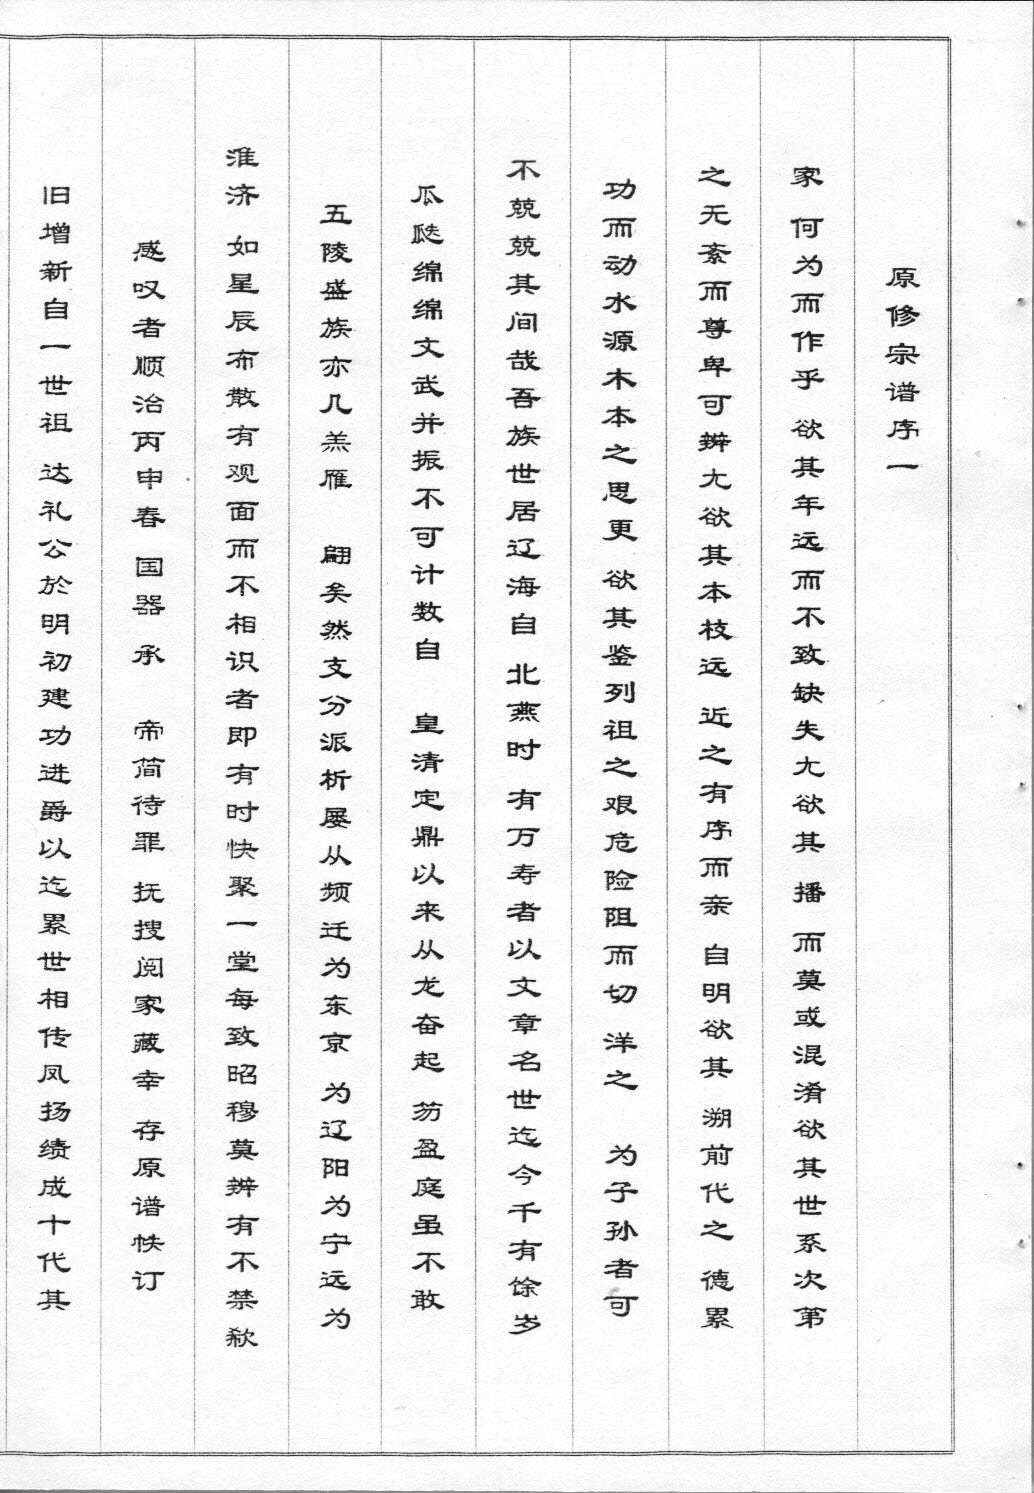 原修宗谱序一
家 何为而作乎 欲其年远而不致缺失尢欲其 播 而莫或混淆欲其世系次第
之无紊而尊卑可辨尢欲其本枝远 近之有序而亲 自明欲其 溯前代之 德累
功而动水源木本之思更 欲其鉴列祖之艰危险阻而切 洋之 为子孙者可
不兢兢其间哉吾族世居辽海自 北燕时 有万寿者以文章名世迄今千有馀岁
瓜瓞绵绵文武并振不可计数自 皇清定鼎以来从龙奋起 笏盈庭虽不敢
五陵盛族亦几羔雁 翩矣然支分派析屡从频迁为东京 为辽阳为宁远为
淮济 如星辰布散有观面而不相识者即有时快聚一堂每致昭穆莫辨有不禁欷
感叹者顺治丙申春 国器 承 帝简待罪 抚搜阅家藏幸 存原谱帙订
旧增新自一世祖 达礼公於明初建功进爵以迄累世相传凤扬绩成十代其